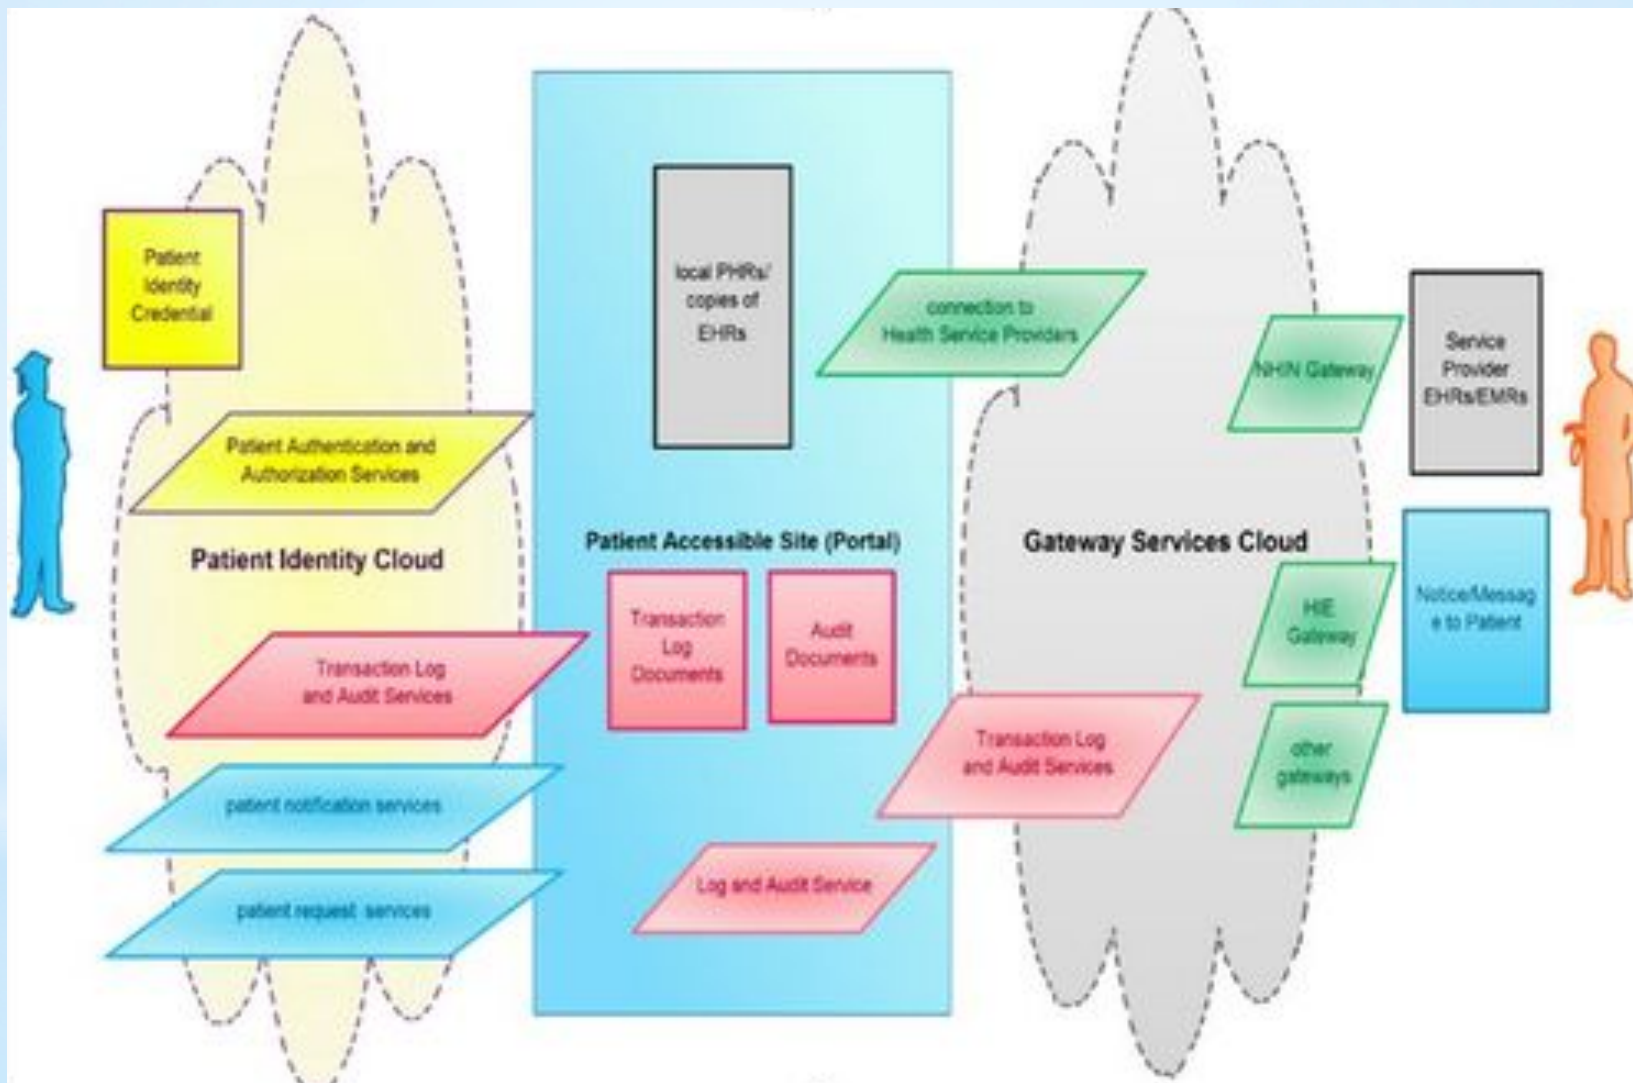 Patient
Identity
Credential
Patient Authentication and
Authorization Services
Patient Identity Cloud
Transaction Log
and Audit Services
patient notification services
patient request services
local PHRs/
copies of
EHRs
Patient Accessible Site (Portal)
Transaction
Log
Documents
Audit
Documents
Log and Audit Service
connection to
Health Service Providers
Gateway Services Cloud
Transaction Log
and Audit Services
NHIN Gateway
HIE
Gateway
other
gateways
Service
Provider
EHRs/EMRs
Notice/Messag
e to Patient